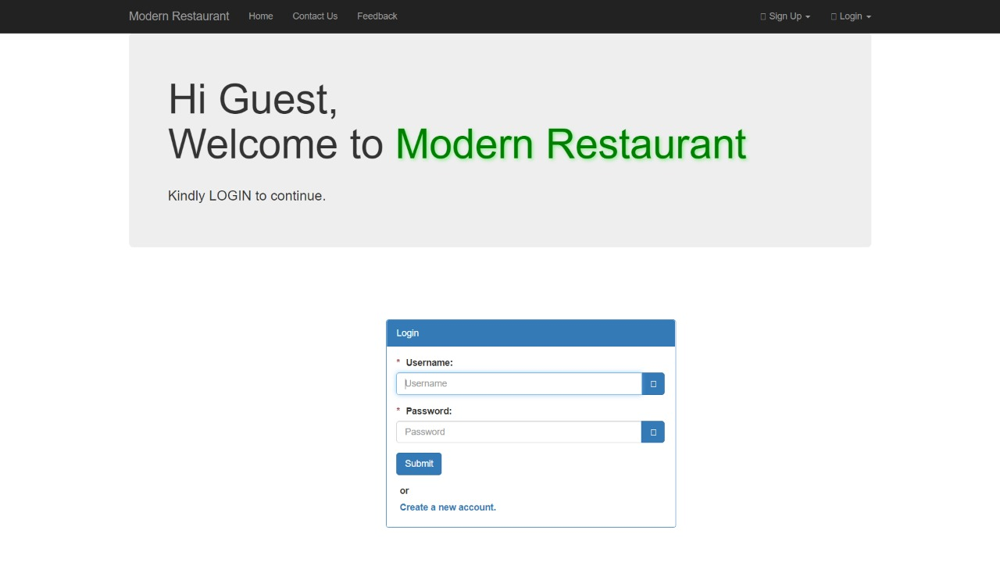 Modern Restaurant Home Contact Us Feedback Sign Up Login
Hi Guest,
Welcome to Modern Restaurant
Kindly LOGIN to continue.
Login
* Username:
Username
* Password:
Password
Submit
or
Create a new account.